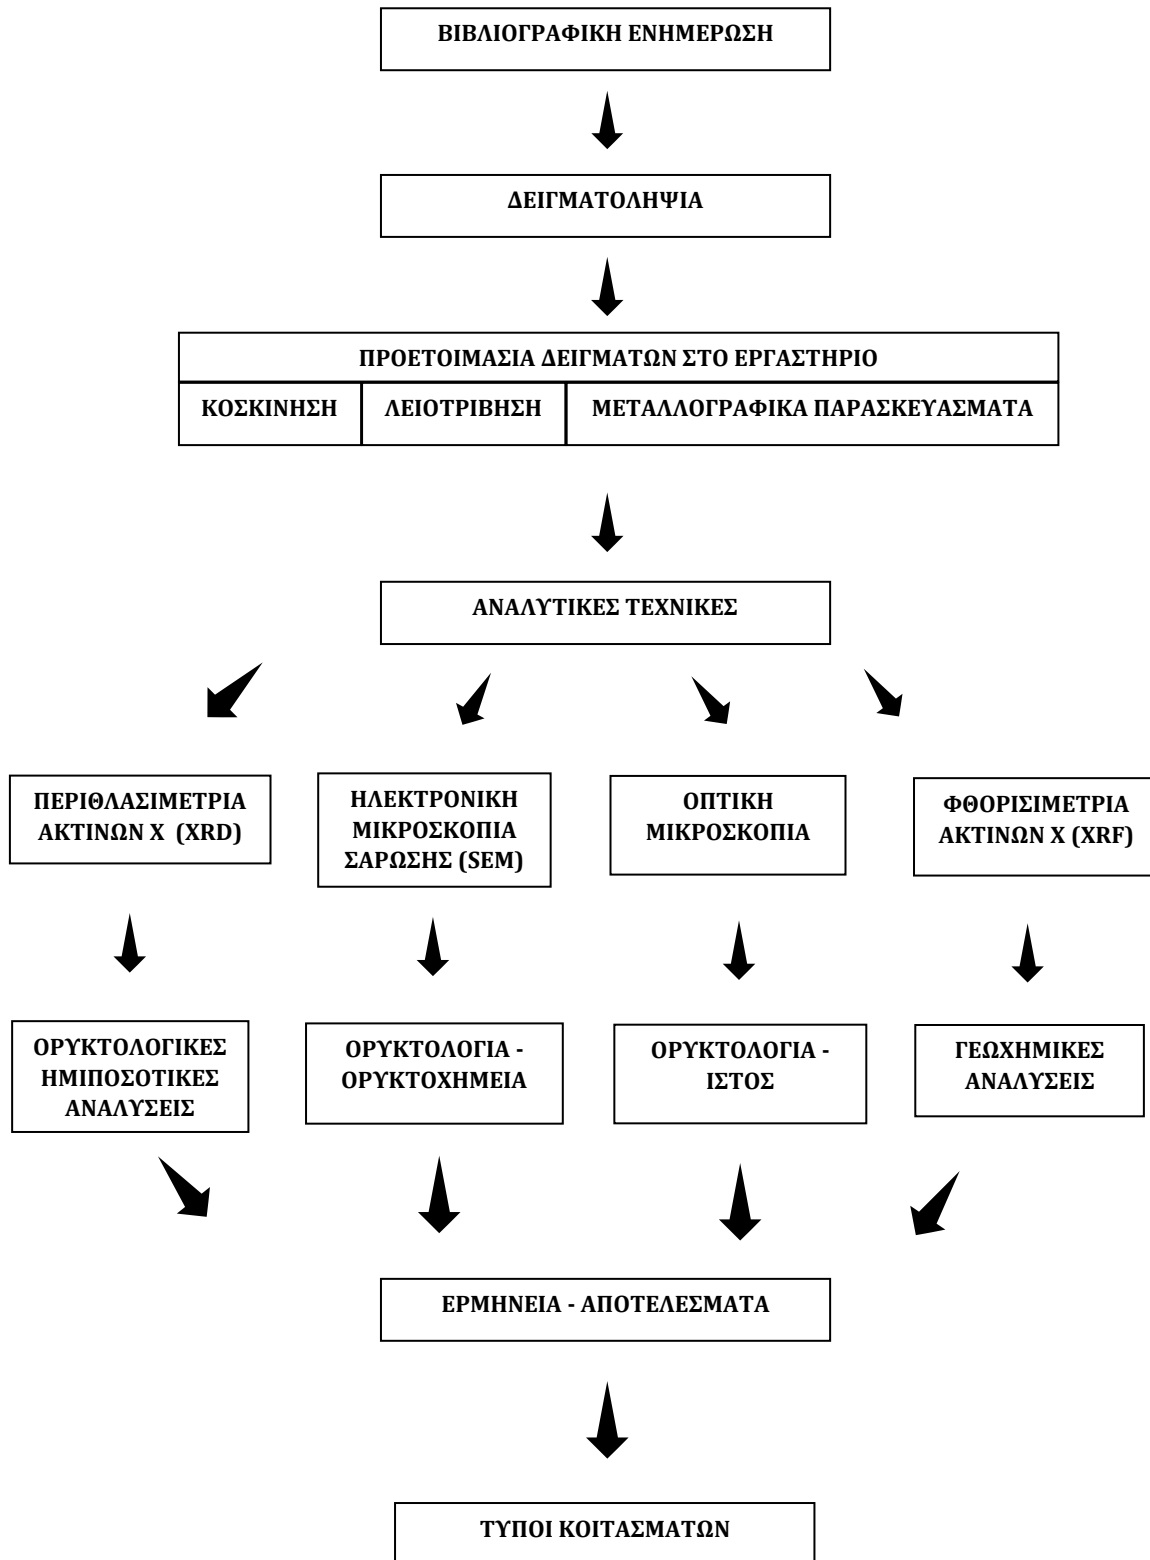 ΒΙΒΛΙΟΓΡΑΦΙΚΗ ΕΝΗΜΕΡΩΣΗ
ΔΕΙΓΜΑΤΟΛΗΨΙΑ
ΠΡΟΕΤΟΙΜΑΣΙΑ ΔΕΙΓΜΑΤΩΝ ΣΤΟ ΕΡΓΑΣΤΗΡΙΟ
ΚΟΣΚΙΝΗΣΗ
ΛΕΙΟΤΡΙΒΗΣΗ
ΜΕΤΑΛΛΟΓΡΑΦΙΚΑ ΠΑΡΑΣΚΕΥΑΣΜΑΤΑ
ΑΝΑΛΥΤΙΚΕΣ ΤΕΧΝΙΚΕΣ
ΠΕΡΙΘΛΑΣΙΜΕΤΡΙΑ
ΑΚΤΙΝΩΝ Χ (XRD)
ΗΛΕΚΤΡΟΝΙΚΗ
ΜΙΚΡΟΣΚΟΠΙΑ
ΣΑΡΩΣΗΣ (SEM)
ΟΠΤΙΚΗ
ΜΙΚΡΟΣΚΟΠΙΑ
ΦΘΟΡΙΣΙΜΕΤΡΙΑ
ΑΚΤΙΝΩΝ Χ (XRF)
ΟΡΥΚΤΟΛΟΓΙΚΕΣ
ΗΜΙΠΟΣΟΤΙΚΕΣ
ΑΝΑΛΥΣΕΙΣ
ΟΡΥΚΤΟΛΟΓΙΑ -
ΟΡΥΚΤΟΧΗΜΕΙΑ
ΟΡΥΚΤΟΛΟΓΙΑ -
ΙΣΤΟΣ
ΓΕΩΧΗΜΙΚΕΣ
ΑΝΑΛΥΣΕΙΣ
ΕΡΜΗΝΕΙΑ - ΑΠΟΤΕΛΕΣΜΑΤΑ
ΤΥΠΟΙ ΚΟΙΤΑΣΜΑΤΩΝ